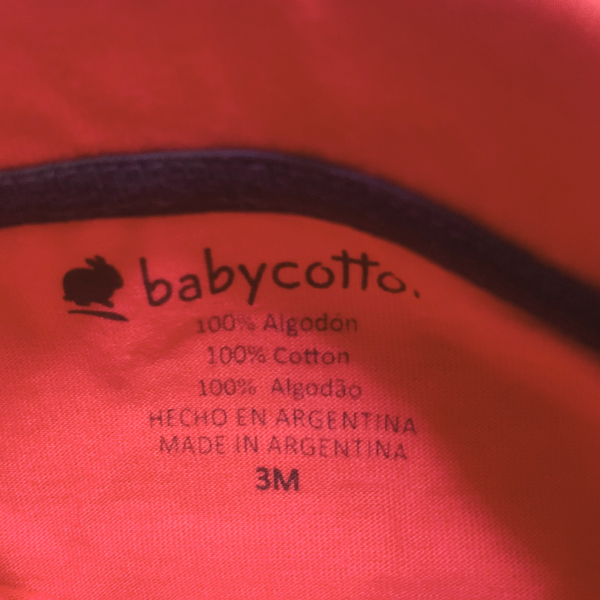 babycotto.
100% Algodón
100% Cotton
100% Algodão
HECHO EN ARGENTINA
MADE IN ARGENTINA
3M